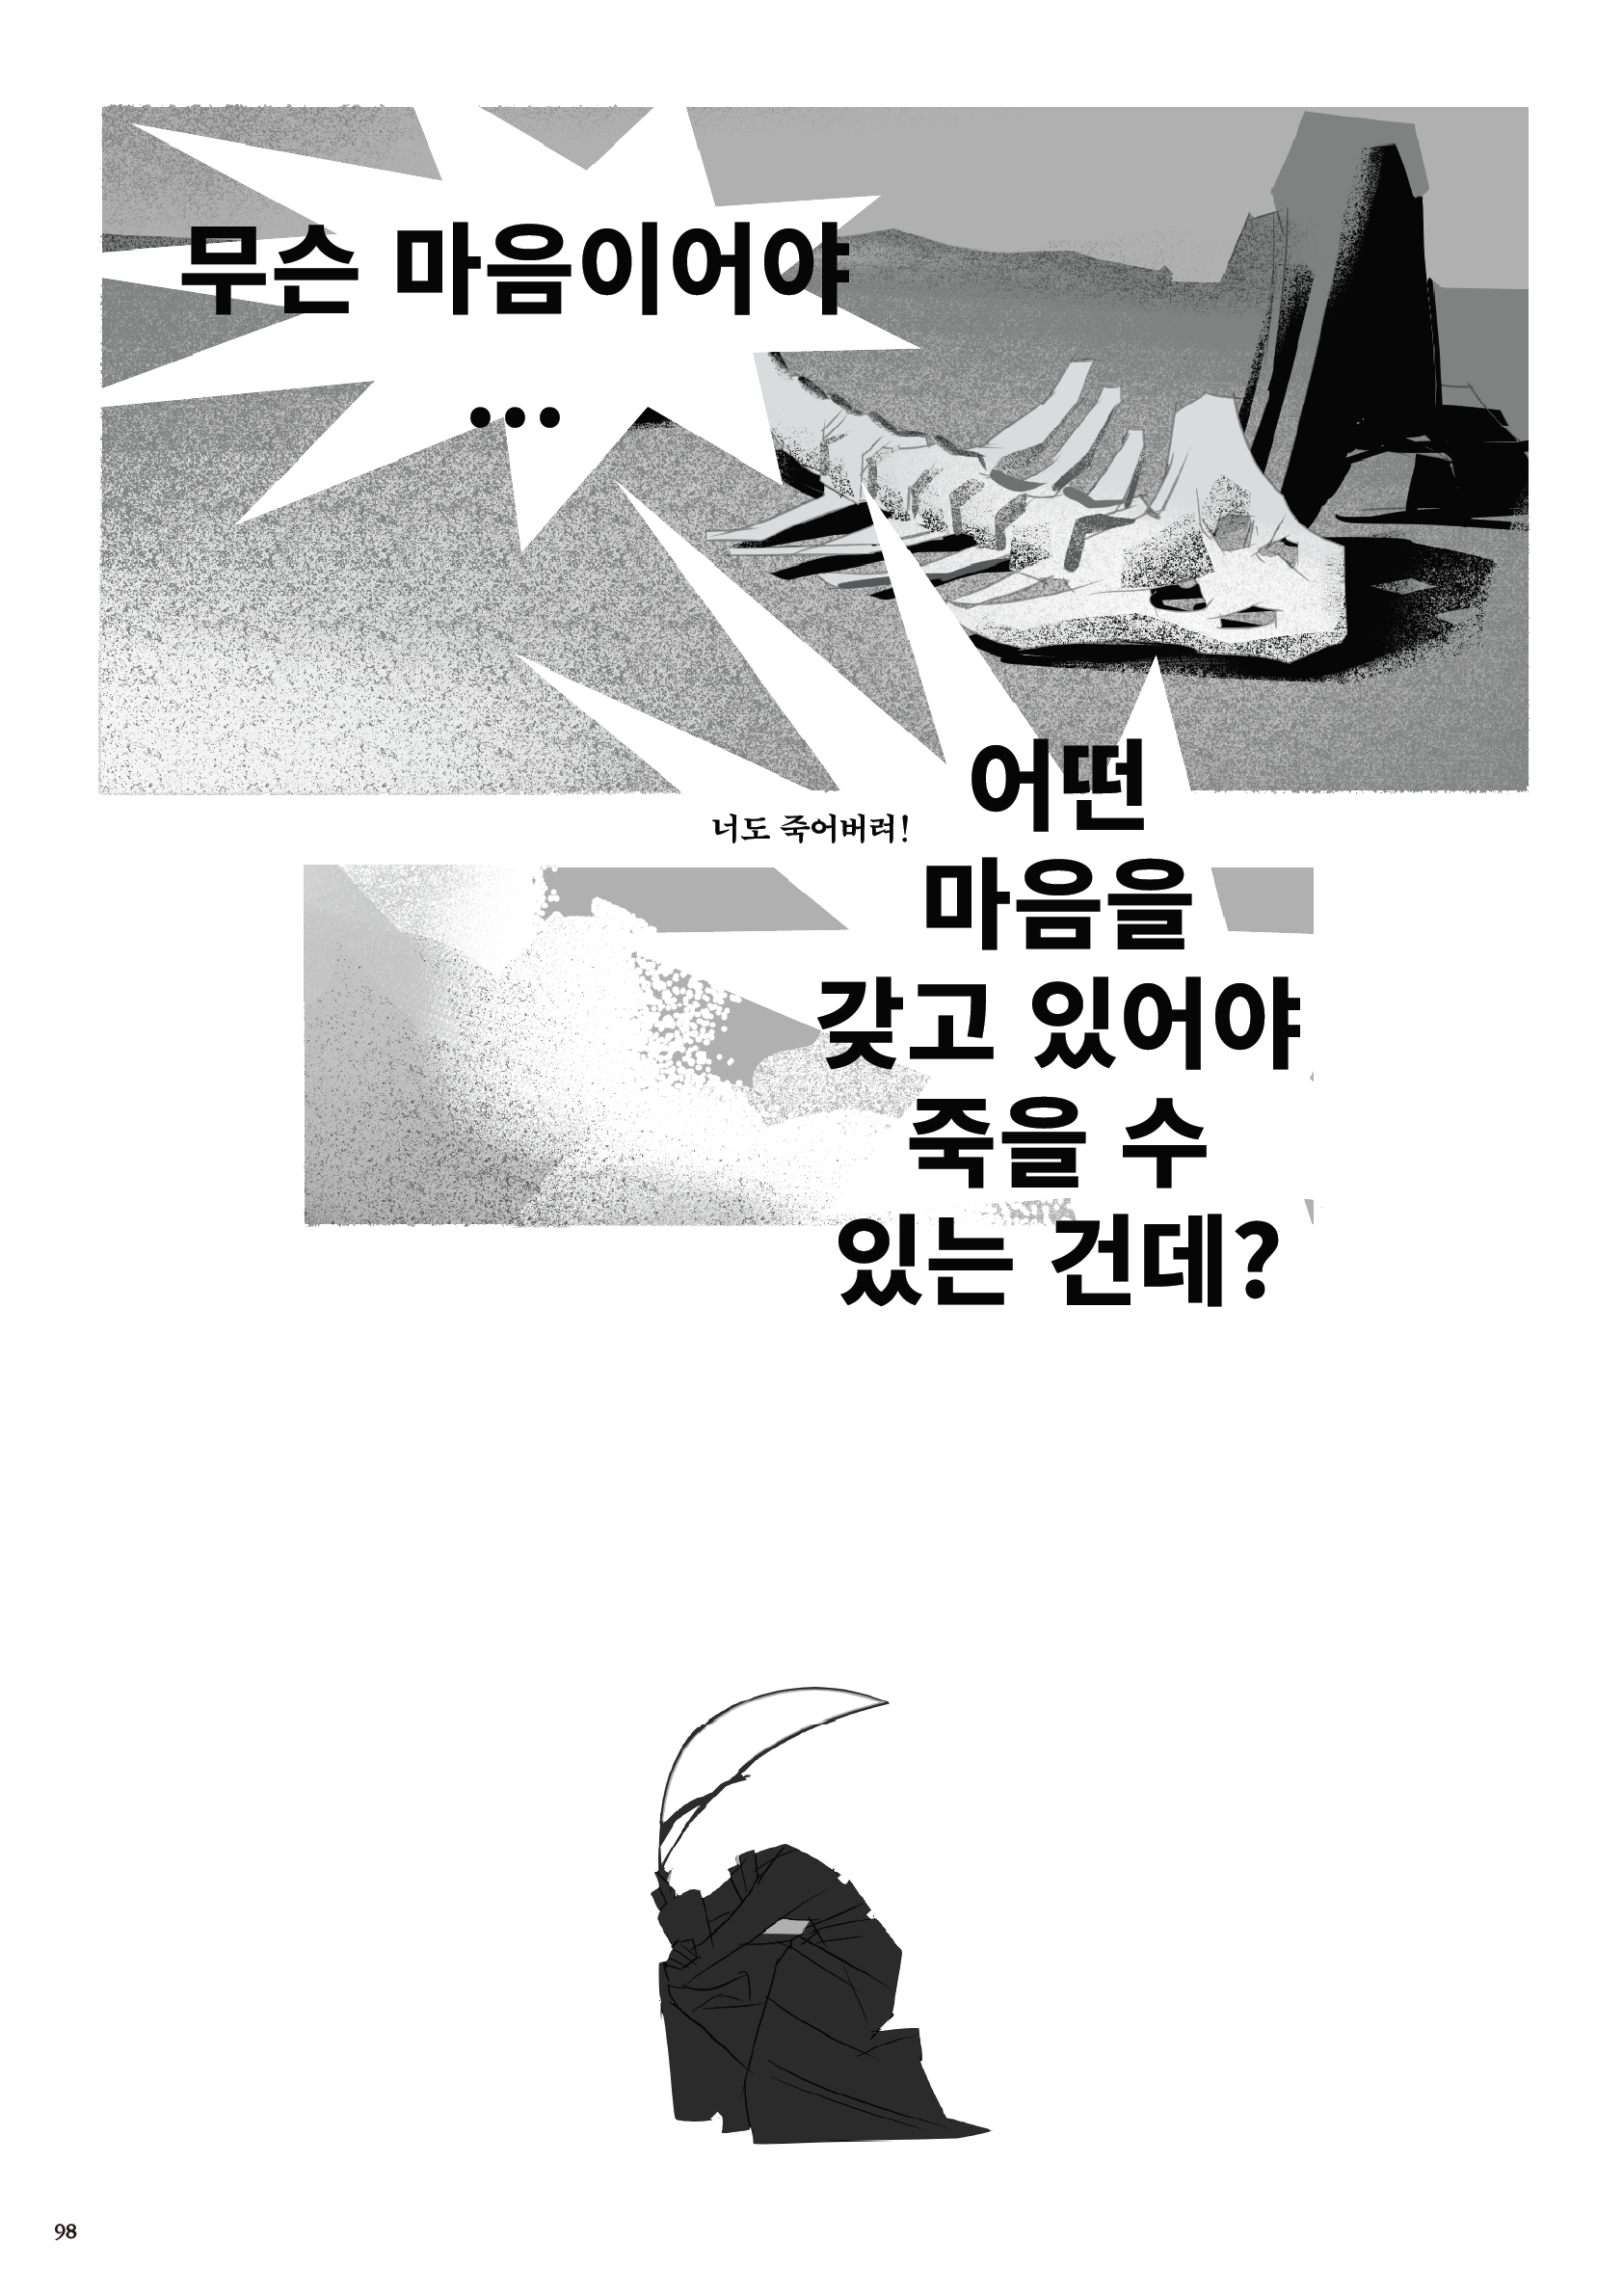 무슨 마음이어야
...
너도 죽어버려!
어떤
마음을
갖고 있어야
죽을 수
있는 건데?
98